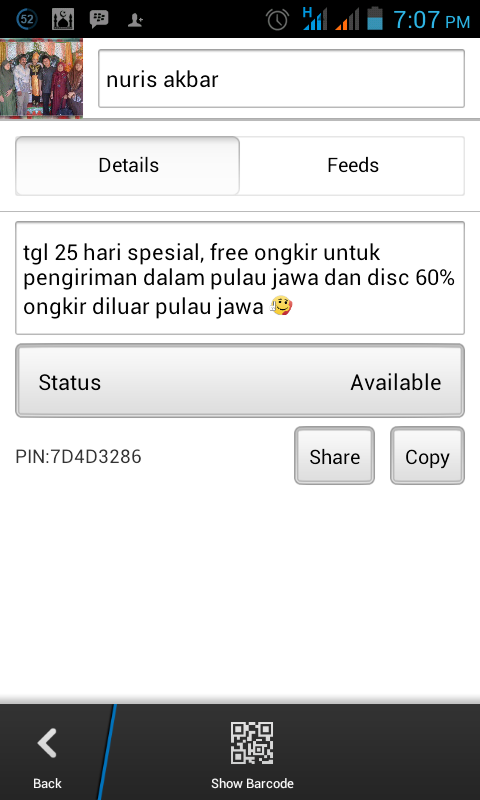 52
H
7:07 PM
nuris akbar
Details
Feeds
tgl 25 hari spesial, free ongkir untuk
pengiriman dalam pulau jawa dan disc 60%
ongkir diluar pulau jawa
Status
Available
PIN:7D4D3286
Share
Copy
Back
Show Barcode